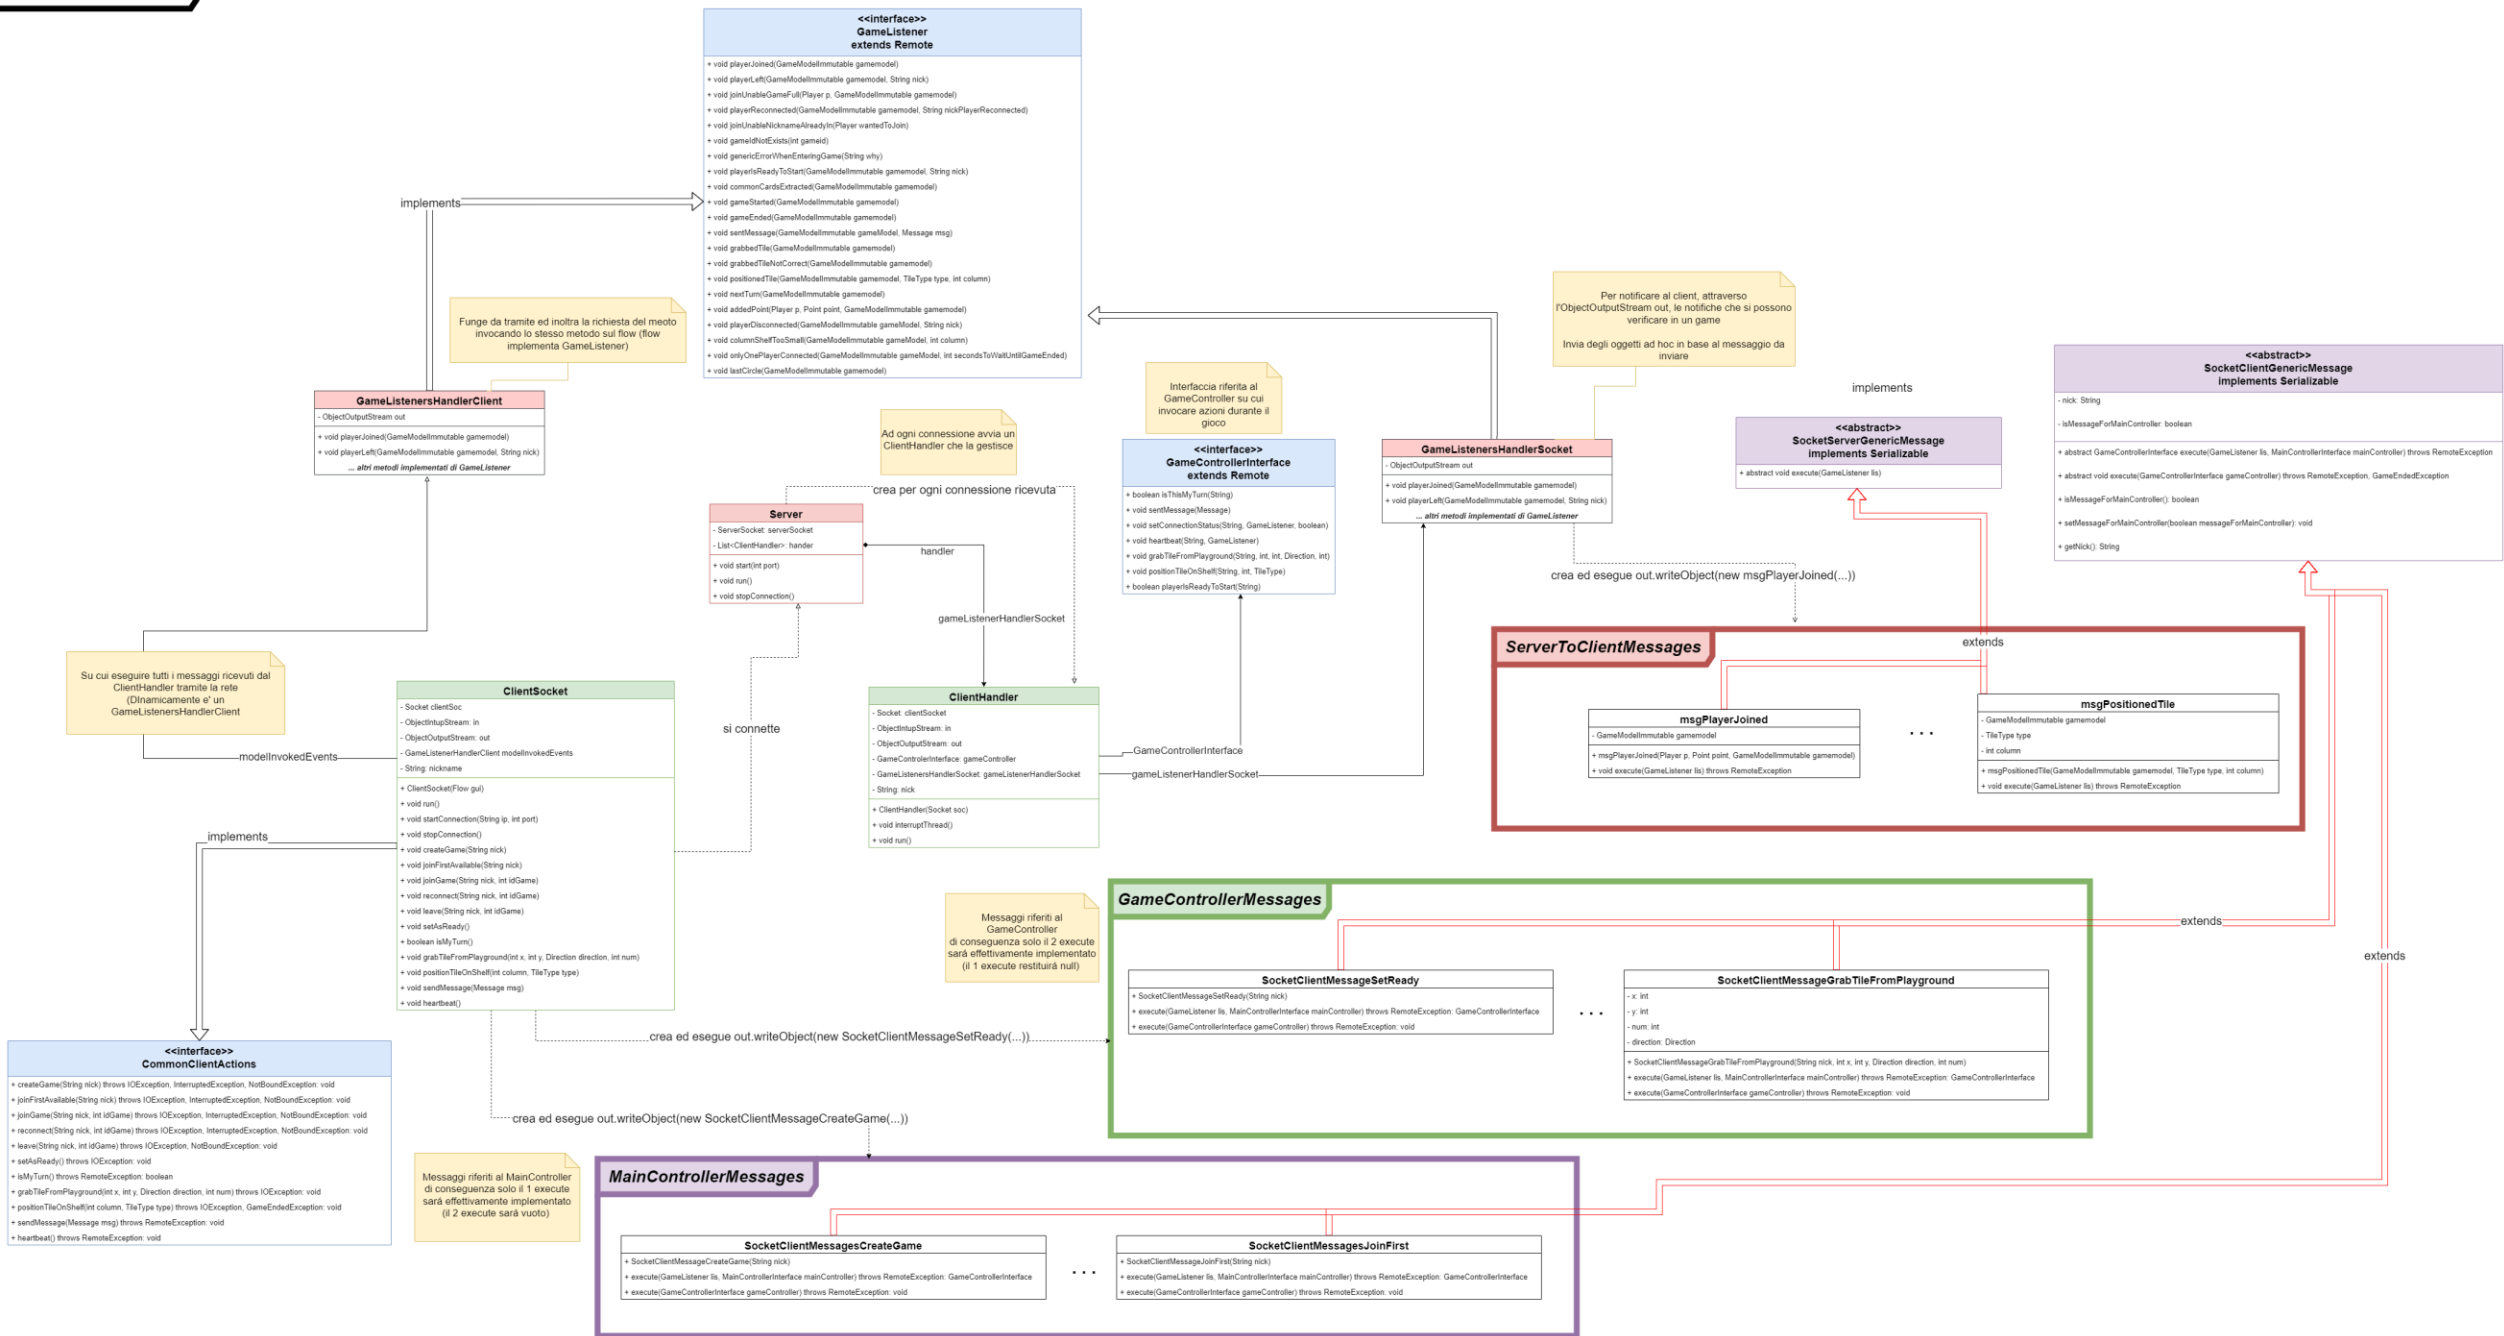 <<interface>>
GameListener
extends Remote
+ void playerJoined(GameModelImmutable gamemodel)
+ void playerLeft(GameModelImmutable gamemodel, String nick)
+ void joinUnableGameFull(Player p, GameModelImmutable gamemodel)
+ void playerReconnected(GameModelImmutable gamemodel, String nickPlayerReconnected)
+ void joinUnableNicknameAlreadyIn(Player wantedToJoin)
+ void gameIdNotExists(int gameid)
+ void genericErrorWhenEnteringGame(String why)
+ void playerIsReadyToStart(GameModelImmutable gamemodel, String nick)
+ void commonCardsExtracted(GameModelImmutable gamemodel)
+ void gameStarted(GameModelImmutable gamemodel)
+ void gameEnded(GameModelImmutable gamemodel)
+ void sentMessage(GameModelImmutable gameModel, Message msg)
+ void grabbedTile(GameModelImmutable gamemodel)
+ void grabbedTileNotCorrect(GameModelImmutable gamemodel)
+ void positionedTile(GameModelImmutable gamemodel, TileType type, int column)
+ void nextTurn(GameModelImmutable gamemodel)
+ void addedPoint(Player p, Point point, GameModelImmutable gamemodel)
+ void playerDisconnected(GameModelImmutable gameModel, String nick)
+ void columnShelfTooSmall(GameModelImmutable gameModel, int column)
+ void onlyOnePlayerConnected(GameModelImmutable gameModel, int secondsToWaitUntilGameEnded)
+ void lastCircle(GameModelImmutable gamemodel)
implements
Funge da tramite ed inoltra la richiesta del meoto
invocando lo stesso metodo sul flow (flow
implementa GameListener)
GameListenersHandlerClient
- ObjectOutputStream out
+ void playerJoined(GameModelImmutable gamemodel)
+ void playerLeft(GameModelImmutable gamemodel, String nick)
... altri metodi implementati di GameListener
Per notificare al client, attraverso
l'ObjectOutputStream out, le notifiche che si possono
verificare in un game
Invia degli oggetti ad hoc in base al messaggio da
inviare
Interfaccia riferita al
GameController su cui
invocare azioni durante il
gioco
Ad ogni connessione avvia un
ClientHandler che la gestisce
<<interface>>
GameControllerInterface
extends Remote
+ boolean isThisMyTurn(String)
+ void sentMessage(Message)
+ void setConnectionStatus(String, GameListener, boolean)
+ void heartbeat(String, GameListener)
+ void grabTileFromPlayground(String, int, int, Direction, int)
+ void positionTileOnShelf(String, int, TileType)
+ boolean playerIsReadyToStart(String)
GameListenersHandlerSocket
- ObjectOutputStream out
+ void playerJoined(GameModelImmutable gamemodel)
+ void playerLeft(GameModelImmutable gamemodel, String nick)
... altri metodi implementati di GameListener
implements
<<abstract>>
SocketServerGenericMessage
implements Serializable
+ abstract void execute(GameListener lis)
<<abstract>>
SocketClientGenericMessage
implements Serializable
- nick: String
- isMessageForMainController: boolean
+ abstract GameControllerInterface execute(GameListener lis, MainControllerInterface mainController) throws RemoteException
+ abstract void execute(GameControllerInterface gameController) throws RemoteException, GameEndedException
+ isMessageForMainController(): boolean
+ setMessageForMainController(boolean messageForMainController): void
+ getNick(): String
crea per ogni connessione ricevuta
Server
- ServerSocket: serverSocket
- List<ClientHandler>: hander
+ void start(int port)
+ void run()
+ void stopConnection()
handler
gameListenerHandlerSocket
crea ed esegue out.writeObject(new msgPlayerJoined(...))
Su cui eseguire tutti i messaggi ricevuti dal
ClientHandler tramite la rete
(DInamicamente e' un
GameListenersHandlerClient
modelInvokedEvents
ClientSocket
- Socket clientSoc
- ObjectIntupStream: in
- ObjectOutputStream: out
- GameListenerHandlerClient modelInvokedEvents
- String: nickname
+ ClientSocket(Flow gui)
+ void run()
+ void startConnection(String ip, int port)
+ void stopConnection()
+ void createGame(String nick)
+ void joinFirstAvailable(String nick)
+ void joinGame(String nick, int idGame)
+ void reconnect(String nick, int idGame)
+ void leave(String nick, int idGame)
+ void setAsReady()
+ boolean isMyTurn()
+ void grabTileFromPlayground(int x, int y, Direction direction, int num)
+ void positionTileOnShelf(int column, TileType type)
+ void sendMessage(Message msg)
+ void heartbeat()
si connette
ClientHandler
- Socket: clientSocket
- ObjectIntupStream: in
- ObjectOutputStream: out
- GameControlerInterface: gameController
- GameListenersHandlerSocket: gameListenerHandlerSocket
- String: nick
+ ClientHandler(Socket soc)
+ void interruptThread()
+ void run()
GameControllerInterface
gameListenerHandlerSocket
ServerToClientMessages
extends
msgPlayerJoined
- GameModelImmutable gamemodel
+ msgPlayerJoined(Player p, Point point, GameModelImmutable gamemodel)
+ void execute(GameListener lis) throws RemoteException
. . .
msgPositionedTile
- GameModelImmutable gamemodel
- TileType type
- int column
+ msgPositionedTile(GameModelImmutable gamemodel, TileType type, int column)
+ void execute(GameListener lis) throws RemoteException
implements
<<interface>>
CommonClientActions
+ createGame(String nick) throws IOException, InterruptedException, NotBoundException: void
+ joinFirstAvailable(String nick) throws IOException, InterruptedException, NotBoundException: void
+ joinGame(String nick, int idGame) throws IOException, InterruptedException, NotBoundException: void
+ reconnect(String nick, int idGame) throws IOException, InterruptedException, NotBoundException: void
+ leave(String nick, int idGame) throws IOException, NotBoundException: void
+ setAsReady() throws IOException: void
+ isMyTurn() throws RemoteException: boolean
+ grabTileFromPlayground(int x, int y, Direction direction, int num) throws IOException: void
+ positionTileOnShelf(int column, TileType type) throws IOException, GameEndedException: void
+ sendMessage(Message msg) throws RemoteException: void
+ heartbeat() throws RemoteException: void
Messaggi riferiti al
GameController
di conseguenza solo il 2 execute
sará effettivamente implementato
(il 1 execute restituirá null)
GameControllerMessages
extends
extends
SocketClientMessageSetReady
+ SocketClientMessageSetReady(String nick)
+ execute(GameListener lis, MainControllerInterface mainController) throws RemoteException: GameControllerInterface
+ execute(GameControllerInterface gameController) throws RemoteException: void
. . .
SocketClientMessageGrabTileFromPlayground
- x: int
- y: int
- num: int
- direction: Direction
+ SocketClientMessageGrabTileFromPlayground(String nick, int x, int y, Direction direction, int num)
+ execute(GameListener lis, MainControllerInterface mainController) throws RemoteException: GameControllerInterface
+ execute(GameControllerInterface gameController) throws RemoteException: void
crea ed esegue out.writeObject(new SocketClientMessageSetReady(...))
crea ed esegue out.writeObject(new SocketClientMessageCreateGame(...))
Messaggi riferiti al MainController
di conseguenza solo il 1 execute
sará effettivamente implementato
(il 2 execute sará vuoto)
MainControllerMessages
SocketClientMessagesCreateGame
+ SocketClientMessageCreateGame(String nick)
+ execute(GameListener lis, MainControllerInterface mainController) throws RemoteException: GameControllerInterface
+ execute(GameControllerInterface gameController) throws RemoteException: void
. . .
SocketClientMessagesJoinFirst
+ SocketClientMessageJoinFirst(String nick)
+ execute(GameListener lis, MainControllerInterface mainController) throws RemoteException: GameControllerInterface
+ execute(GameControllerInterface gameController) throws RemoteException: void